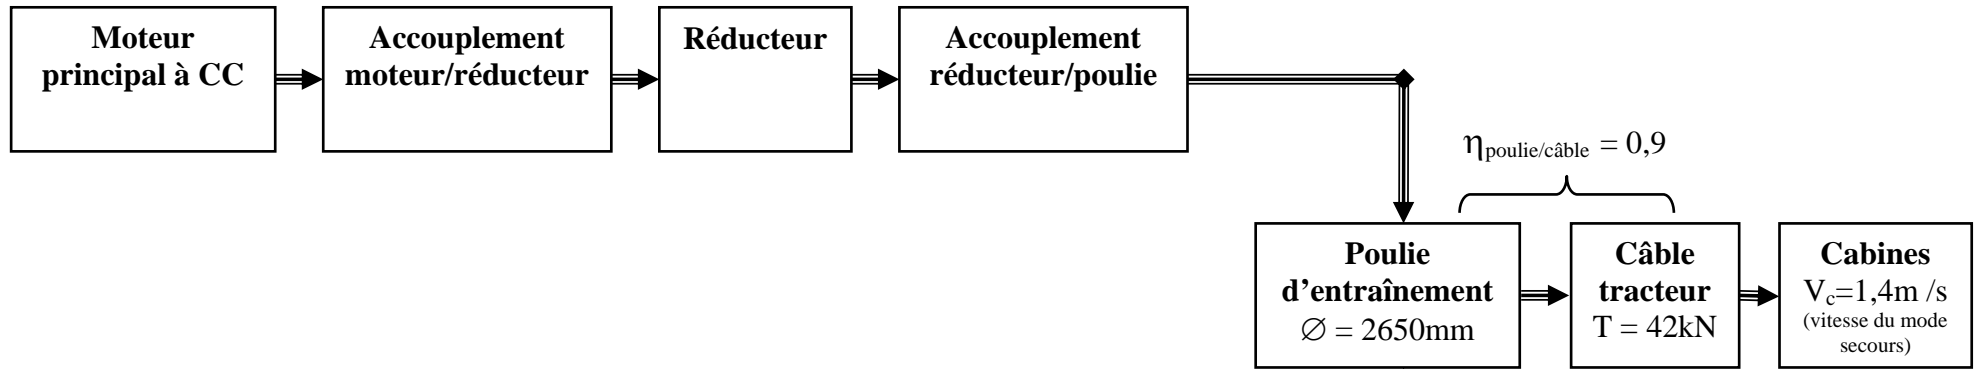 Moteur
principal à CC
Accouplement
moteur/réducteur
Réducteur
Accouplement
réducteur/poulie
ηpoulie/câble = 0,9
Poulie
d’entraînement
∅ = 2650mm
Câble
tracteur
T = 42kN
Cabines
Vc=1,4m /s
(vitesse du mode
secours)